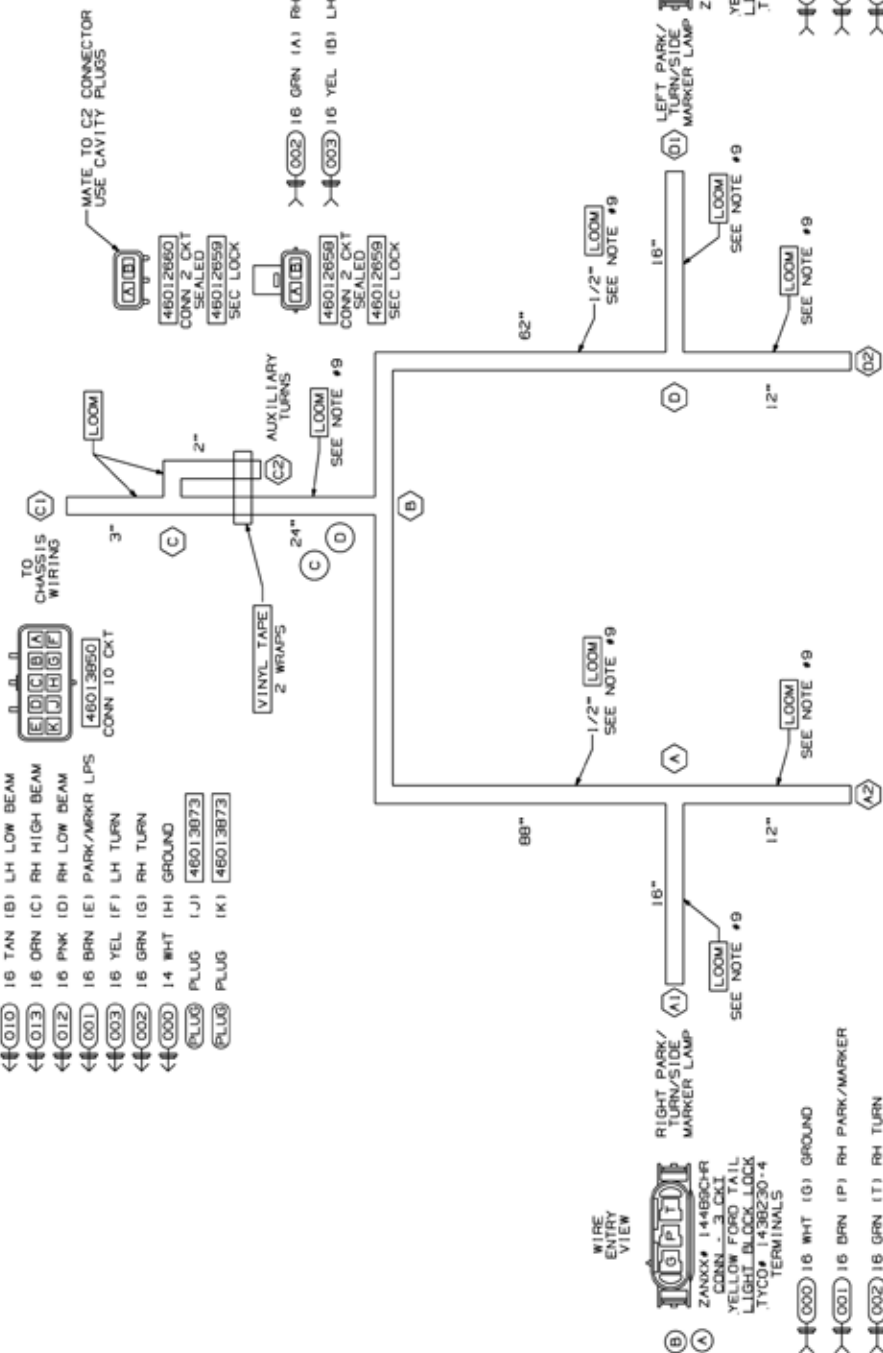 010 16 TAN (B) LH LOW BEAM
013 16 ORN (C) RH HIGH BEAM
012 16 PNK (D) RH LOW BEAM
001 16 BRN (E) PARK/MRKR LPS
003 16 YEL (F) LH TURN
002 16 GRN (G) RH TURN
000 14 WHT (H) GROUND
PLUG PLUG (J) 46013873
PLUG PLUG (K) 46013873
E D C B A
K J H G F
46013850
CONN 10 CKT
TO
CHASSIS
WIRING
C1
3"
LOOM
C
2"
C2
AUXILIARY
TURNS
VINYL TAPE
2 WRAPS
24"
C
D
LOOM
SEE NOTE #9
B
MATE TO C2 CONNECTOR
USE CAVITY PLUGS
A B
46012660
CONN 2 CKT
SEALED
46012659
SEC LOCK
A B
46012658
CONN 2 CKT
SEALED
46012659
SEC LOCK
002 16 GRN (A) RH
003 16 YEL (B) LH
88"
1/2" LOOM
SEE NOTE #9
62"
1/2" LOOM
SEE NOTE #9
WIRE
ENTRY
VIEW
G P T
B
A
ZANXX# 14489CHR
CONN - 3 CKT
YELLOW FORD TAIL
LIGHT BLOCK LOCK
TYCO# 1438230-4
TERMINALS
RIGHT PARK/
TURN/SIDE
MARKER LAMP
A1
16"
LOOM
SEE NOTE #9
A
12"
LOOM
SEE NOTE #9
A2
D
16"
LOOM
SEE NOTE #9
D1
LEFT PARK/
TURN/SIDE
MARKER LAMP
12"
LOOM
SEE NOTE #9
D2
000 16 WHT (G) GROUND
001 16 BRN (P) RH PARK/MARKER
002 16 GRN (T) RH TURN